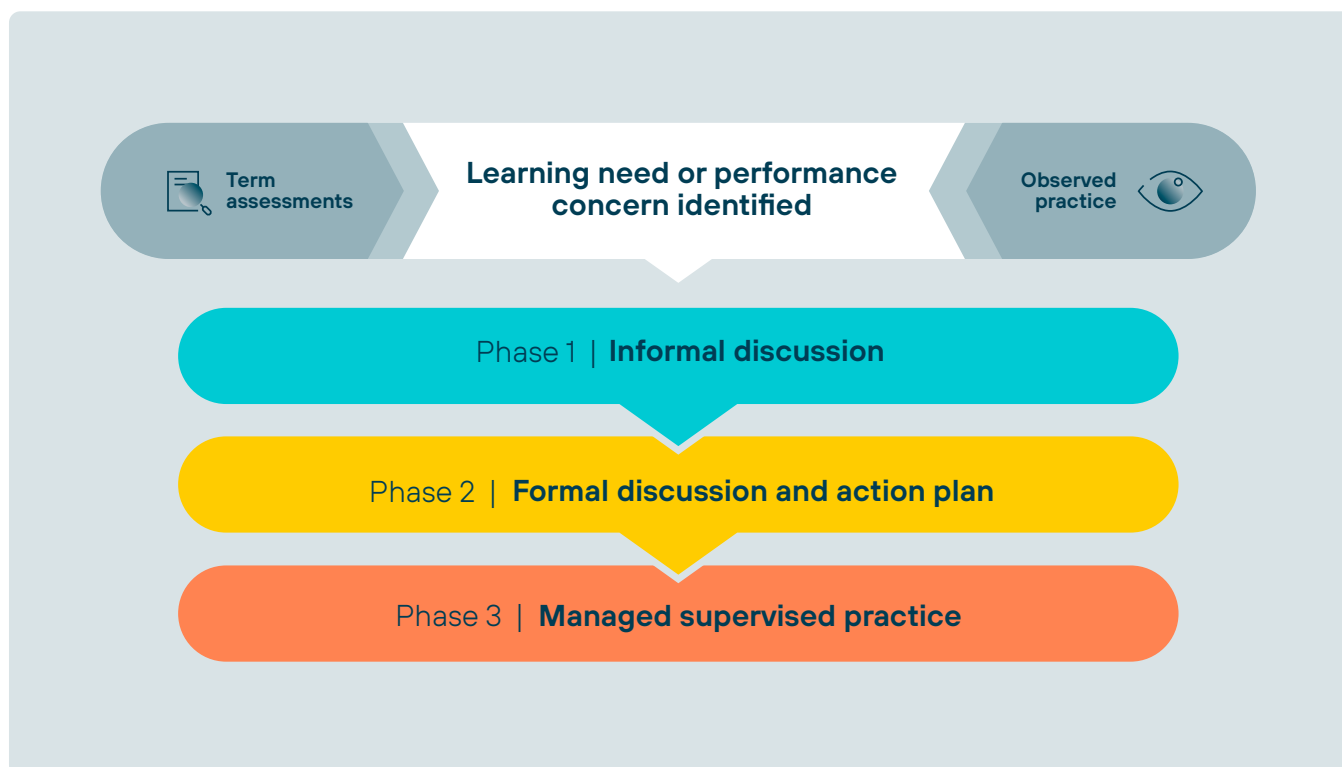 Term
assessments
Learning need or performance
concern identified
Observed
practice
Phase 1 | Informal discussion
Phase 2 | Formal discussion and action plan
Phase 3 | Managed supervised practice